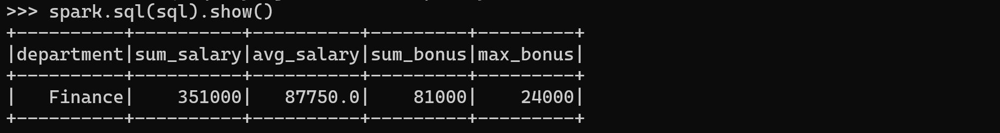 >>> spark.sql(sql).show()
+----------+----------+----------+---------+---------+
|department|sum_salary|avg_salary|sum_bonus|max_bonus|
+----------+----------+----------+---------+---------+
|   Finance|    351000|   87750.0|    81000|    24000|
+----------+----------+----------+---------+---------+